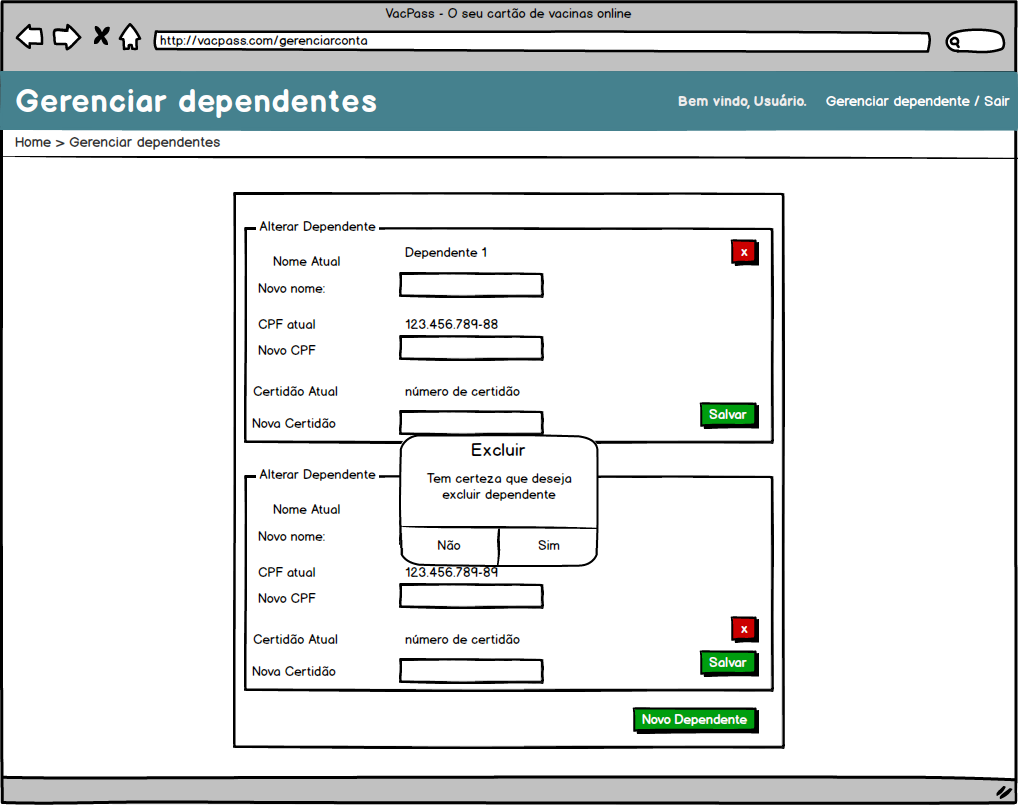 VacPass - O seu cartão de vacinas online
http://vacpass.com/gerenciarconta
Gerenciar dependentes
Bem vindo, Usuário. Gerenciar dependente / Sair
Home > Gerenciar dependentes
Alterar Dependente
Nome Atual Dependente 1 x
Novo nome:
CPF atual 123.456.789-88
Novo CPF
Certidão Atual número de certidão
Nova Certidão Salvar
Excluir
Tem certeza que deseja
excluir dependente
Não Sim
Alterar Dependente
Nome Atual
Novo nome:
CPF atual 123.456.789-89
Novo CPF
x
Certidão Atual número de certidão
Nova Certidão Salvar
Novo Dependente